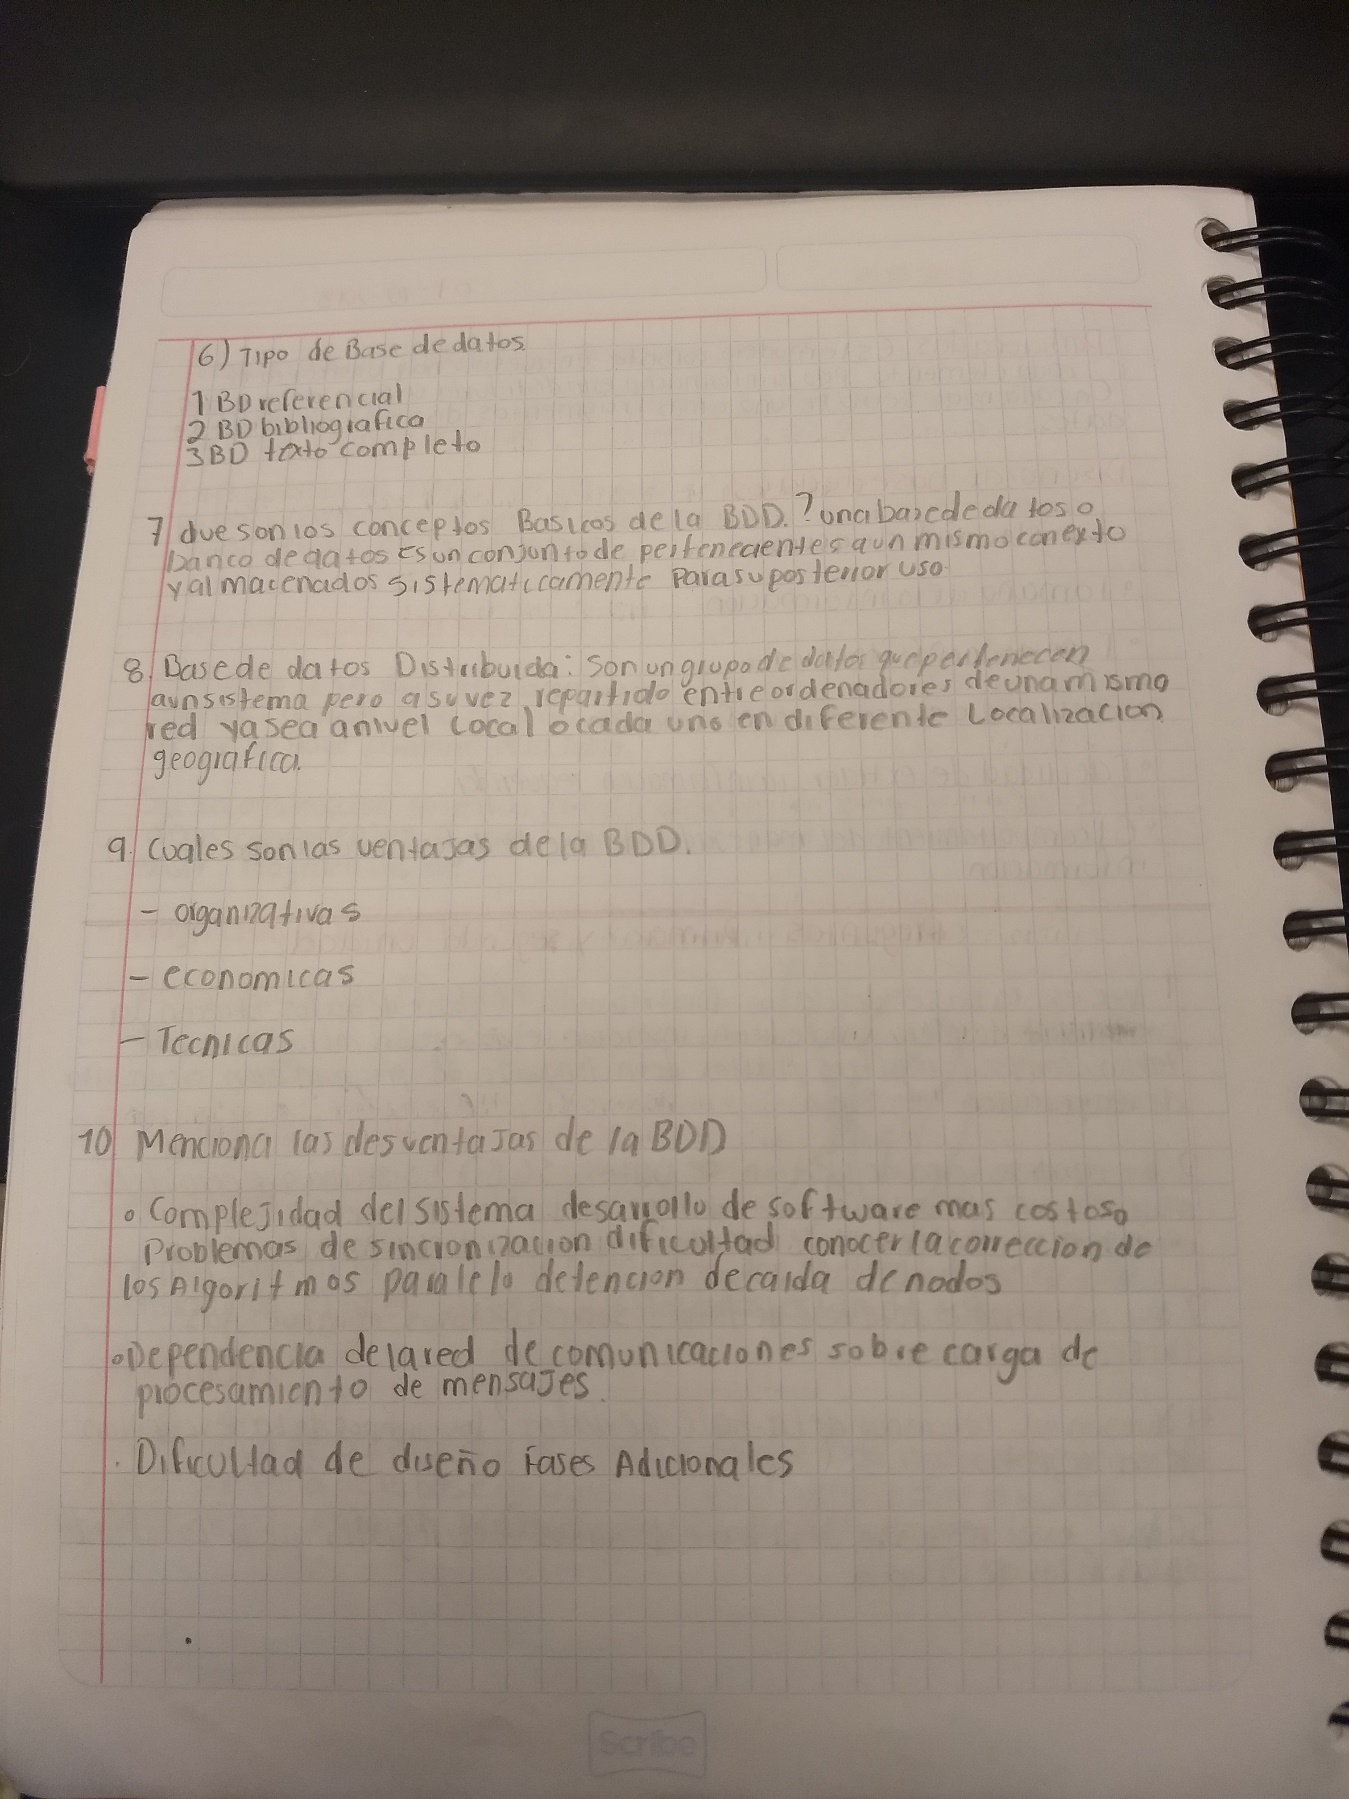 6) Tipo de Base de datos.
1 BD referencial
2 BD bibliografica
3 BD texto completo
7 que son los conceptos Basicos de la BDD.? una base de datos o
banco de datos es un conjunto de pertenecientes a un mismo conexto
y almacenados sistematicamente para su posterior uso
8. Base de datos Distribuida: Son un grupo de datos que pertenecen
a un sistema pero a su vez repartido entre ordenadores de una mismo
red ya sea a nivel Local o cada uno en diferente Localizacion
geografica.
9. Cuales son las ventajas de la BDD.
- organizativas
- economicas
- Tecnicas
10 Menciona las desventajas de la BDD
• Complejidad del sistema desarrollo de software mas costoso
Problemas de sincronizacion dificultad conocer la correccion de
los Algoritmos paralelo detencion de caida de nodos
• Dependencia de la red de comunicaciones sobre carga de
procesamiento de mensajes.
. Dificultad de diseño Fases Adicionales
Scribe